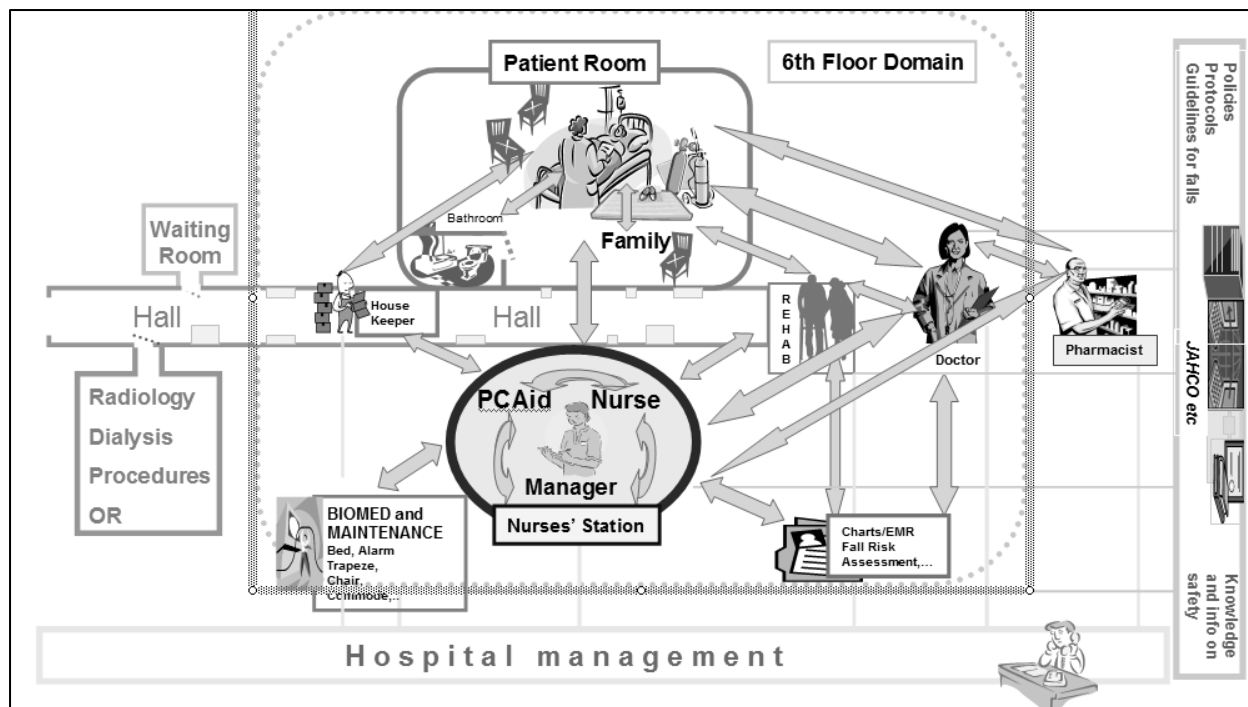 Patient Room
6th Floor Domain
Policies
Protocols
Guidelines for falls
Waiting
Room
Bathroom
Family
Hall
House
Keeper
Hall
REHAB
Doctor
Pharmacist
JAHCO etc
Radiology
Dialysis
Procedures
OR
PCAid
Nurse
Manager
Nurses' Station
BIOMED and
MAINTENANCE
Bed, Alarm
Trapeze,
Chair,
Commode,..
Charts/EMR
Fall Risk
Assessment,...
Knowledge
and info on
safety
Hospital management